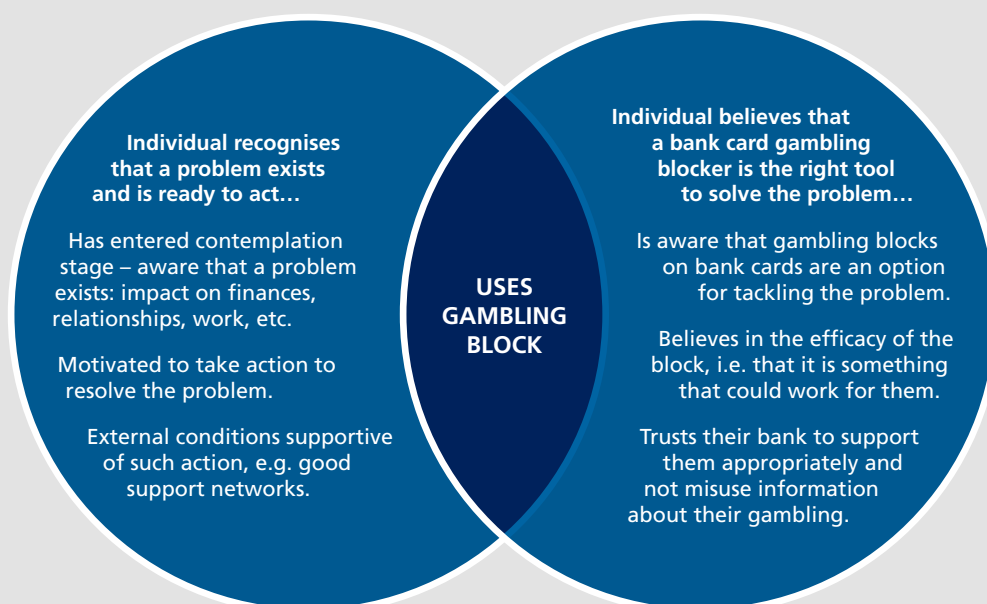 Individual recognises
that a problem exists
and is ready to act…
Has entered contemplation
stage – aware that a problem
exists: impact on finances,
relationships, work, etc.
Motivated to take action to
resolve the problem.
External conditions supportive
of such action, e.g. good
support networks.
USES
GAMBLING
BLOCK
Individual believes that
a bank card gambling
blocker is the right tool
to solve the problem…
Is aware that gambling blocks
on bank cards are an option
for tackling the problem.
Believes in the efficacy of the
block, i.e. that it is something
that could work for them.
Trusts their bank to support
them appropriately and
not misuse information
about their gambling.